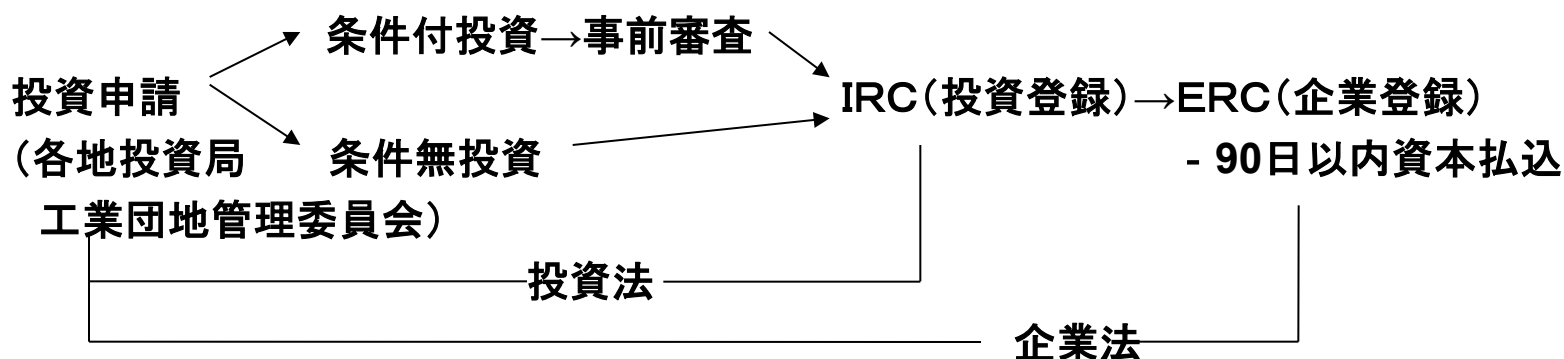 条件付投資→事前審査
投資申請
IRC（投資登録）→ERC（企業登録）
（各地投資局
条件無投資
- 90日以内資本払込
工業団地管理委員会）
投資法
企業法